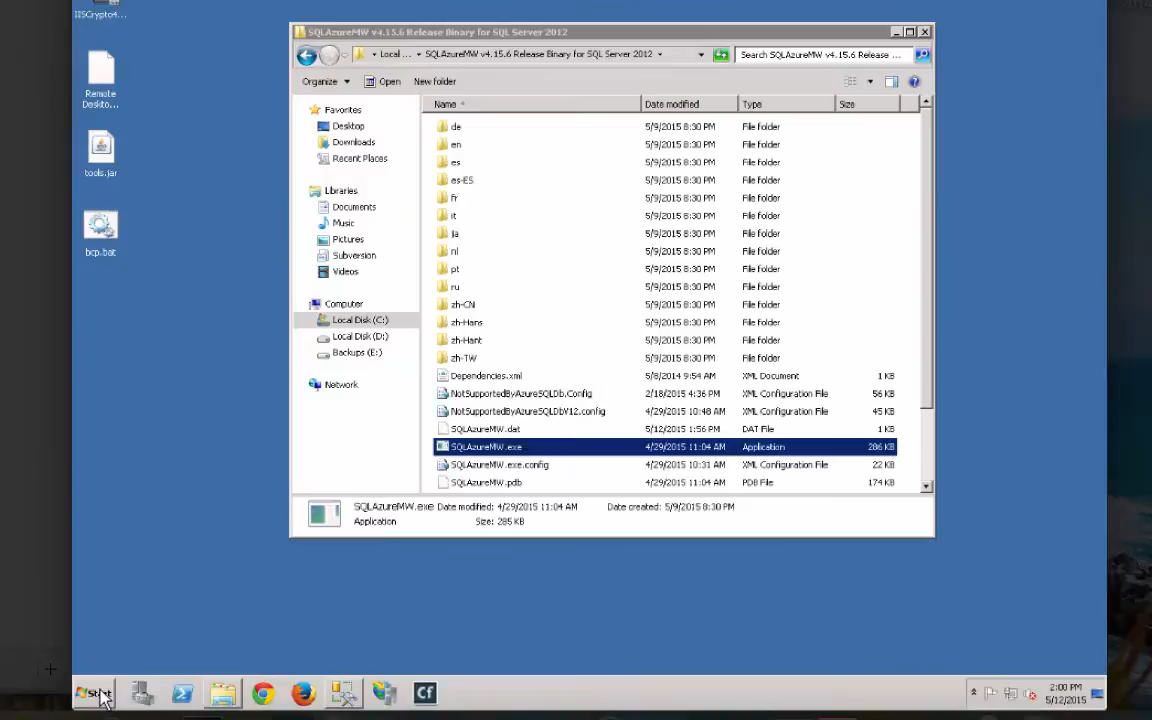 IISCrypto4...
Remote
Deskto...
tools.jar
bcp.bat
SQLAzureMW v4.15.6 Release Binary for SQL Server 2012
Local ... SQLAzureMW v4.15.6 Release Binary for SQL Server 2012
Search SQLAzureMW v4.15.6 Release ...
Organize Open New folder
Favorites
Desktop
Downloads
Recent Places
Libraries
Documents
Music
Pictures
Subversion
Videos
Computer
Local Disk (C:)
Local Disk (D:)
Backups (E:)
Network
Name Date modified Type Size
de 5/9/2015 8:30 PM File folder
en 5/9/2015 8:30 PM File folder
es 5/9/2015 8:30 PM File folder
es-ES 5/9/2015 8:30 PM File folder
fr 5/9/2015 8:30 PM File folder
it 5/9/2015 8:30 PM File folder
ja 5/9/2015 8:30 PM File folder
nl 5/9/2015 8:30 PM File folder
pt 5/9/2015 8:30 PM File folder
ru 5/9/2015 8:30 PM File folder
zh-CN 5/9/2015 8:30 PM File folder
zh-Hans 5/9/2015 8:30 PM File folder
zh-Hant 5/9/2015 8:30 PM File folder
zh-TW 5/9/2015 8:30 PM File folder
Dependencies.xml 5/8/2014 9:54 AM XML Document 1 KB
NotSupportedByAzureSQLDb.Config 2/18/2015 4:36 PM XML Configuration File 56 KB
NotSupportedByAzureSQLDbV12.config 4/29/2015 10:48 AM XML Configuration File 45 KB
SQLAzureMW.dat 5/12/2015 1:56 PM DAT File 1 KB
SQLAzureMW.exe 4/29/2015 11:04 AM Application 286 KB
SQLAzureMW.exe.config 4/29/2015 10:31 AM XML Configuration File 22 KB
SQLAzureMW.pdb 4/29/2015 11:04 AM PDB File 174 KB
SQLAzureMW.exe Date modified: 4/29/2015 11:04 AM Date created: 5/9/2015 8:30 PM
Application Size: 285 KB
Start
Cf
2:00 PM
5/12/2015